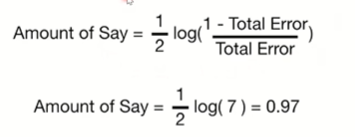 Amount of Say = 1/2 log(1 - Total Error/Total Error)
Amount of Say = 1/2 log( 7 ) = 0.97